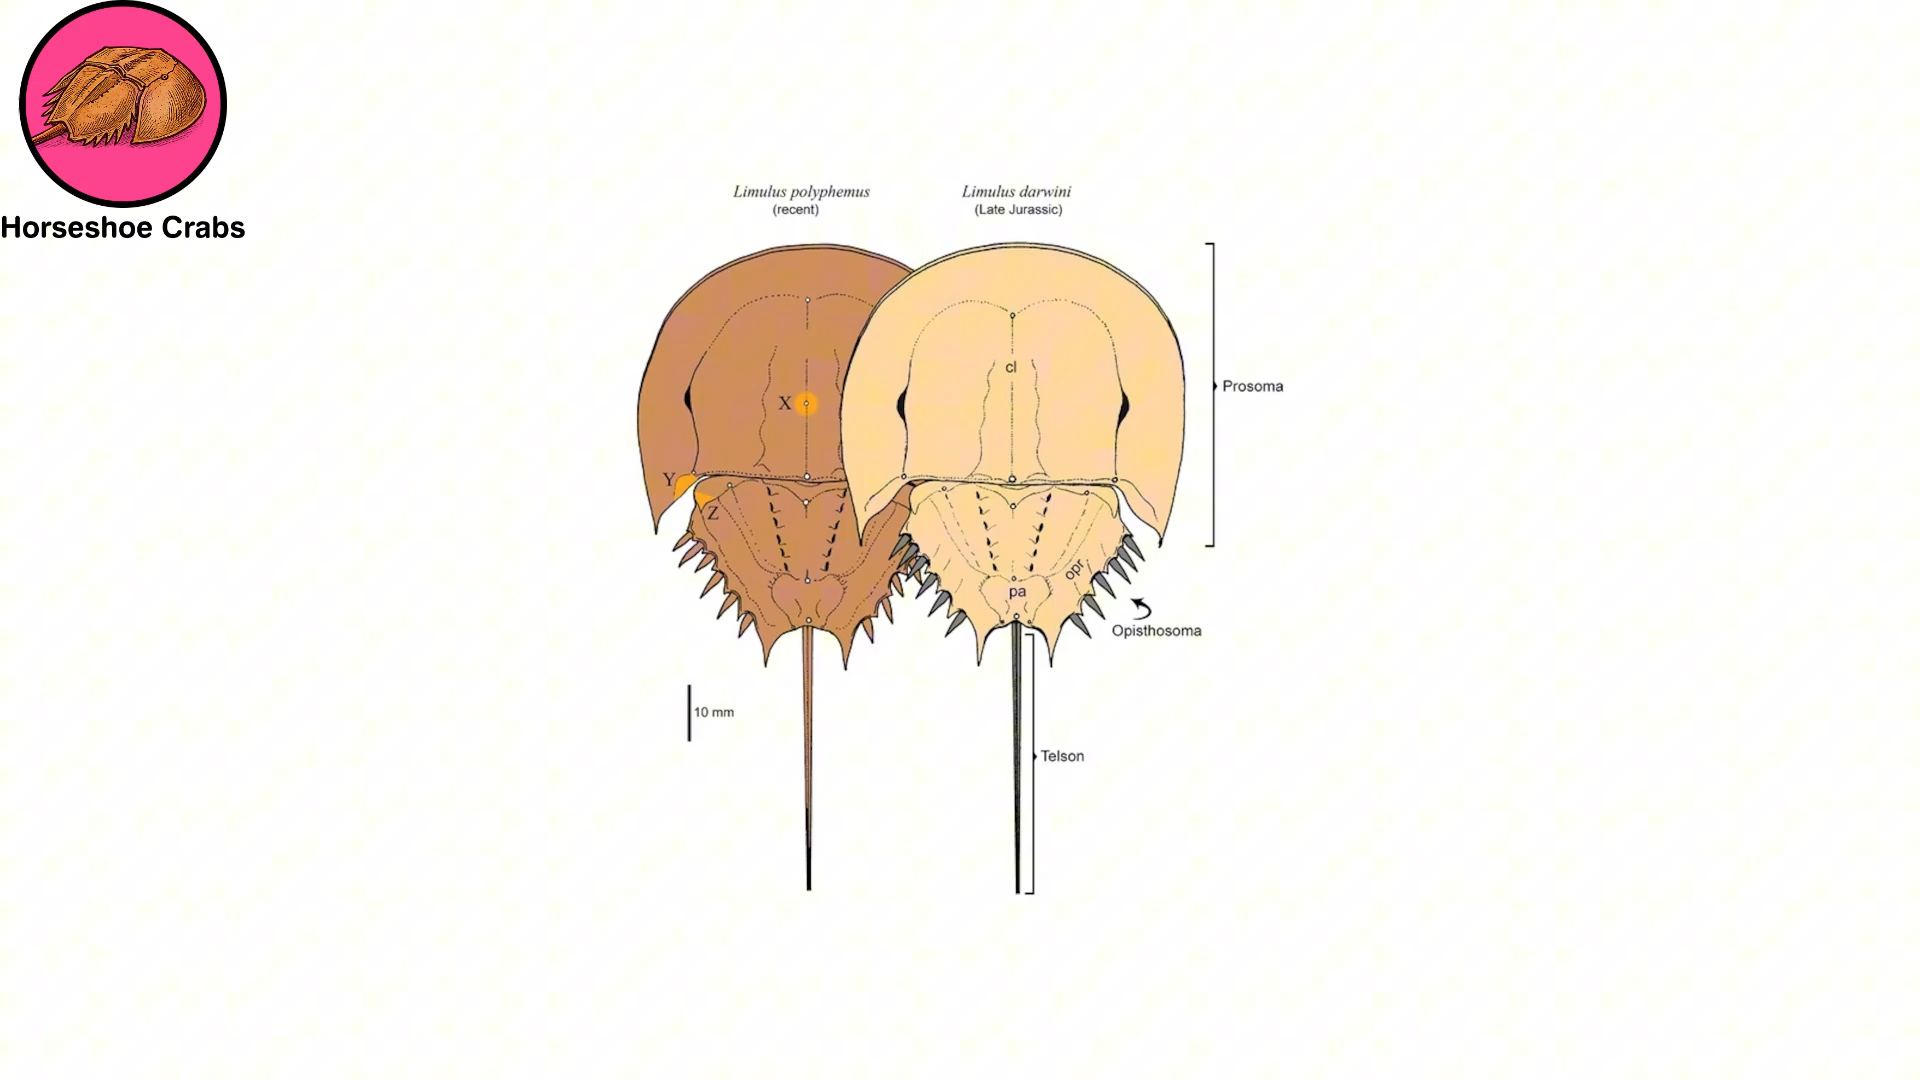 Horseshoe Crabs
Limulus polyphemus
(recent)
Limulus darwini
(Late Jurassic)
cl
Prosoma
X
Y
Z
opr
pa
Opisthosoma
10 mm
Telson